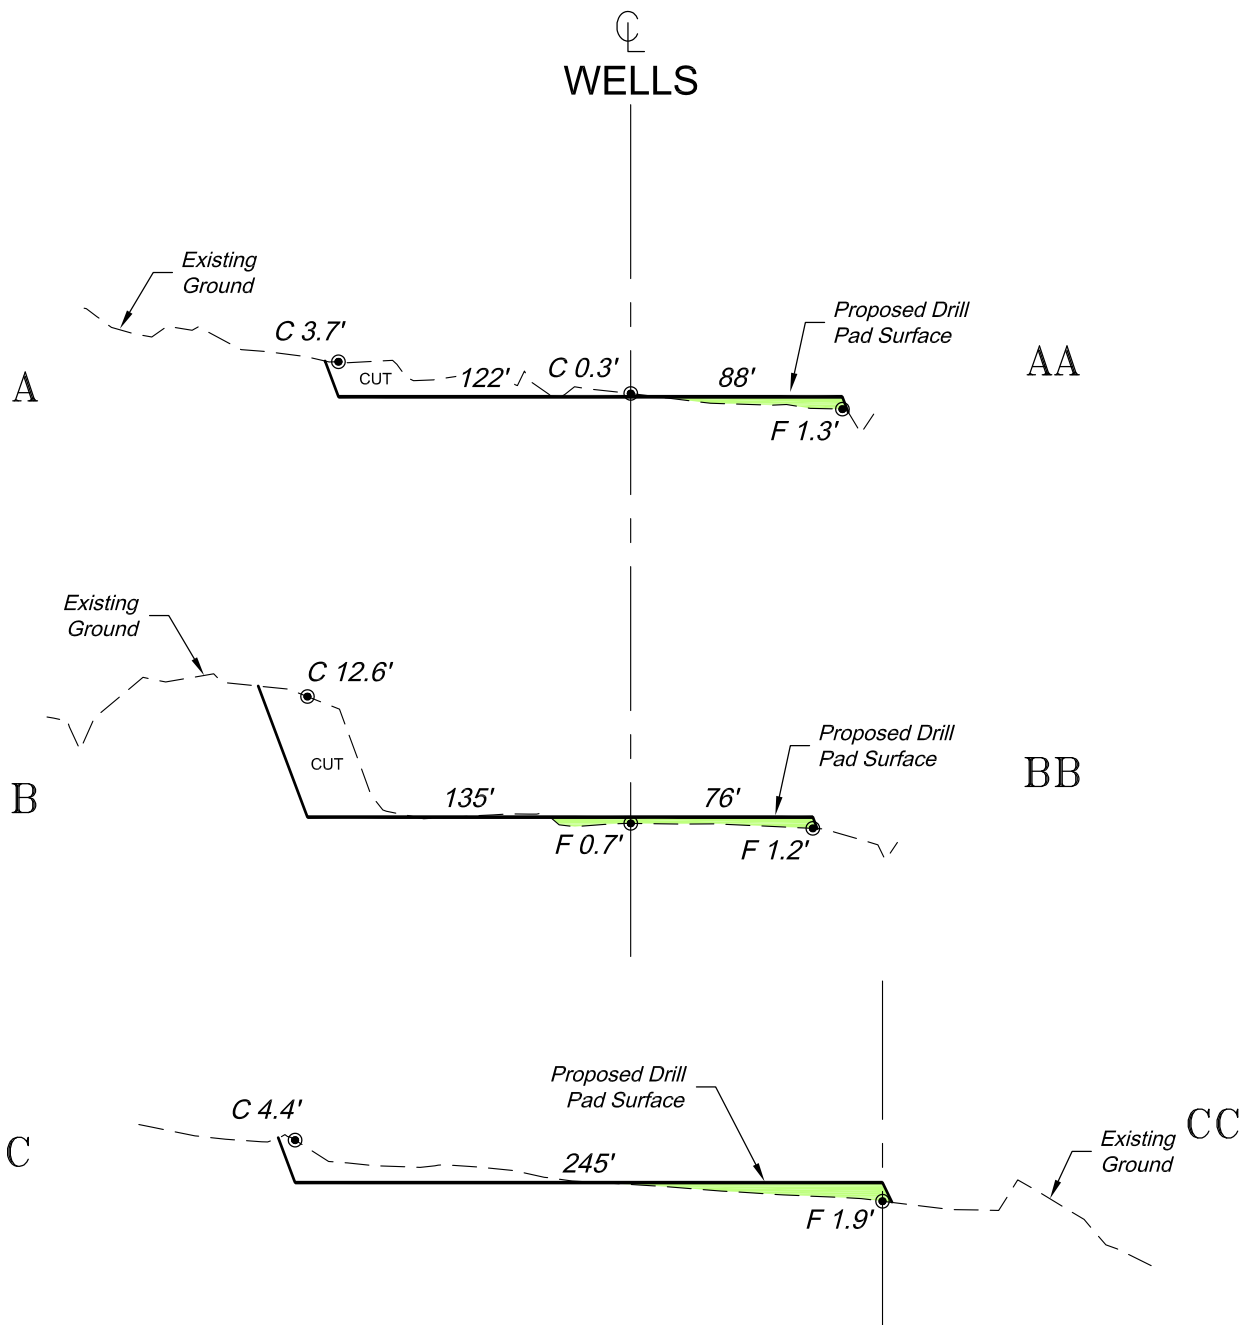 CL
WELLS
Existing
Ground
C 3.7'
Proposed Drill
Pad Surface
A
CUT
122'
C 0.3'
88'
AA
F 1.3'
Existing
Ground
C 12.6'
Proposed Drill
Pad Surface
B
CUT
135'
76'
BB
F 0.7'
F 1.2'
Proposed Drill
Pad Surface
C 4.4'
C
245'
CC
Existing
Ground
F 1.9'